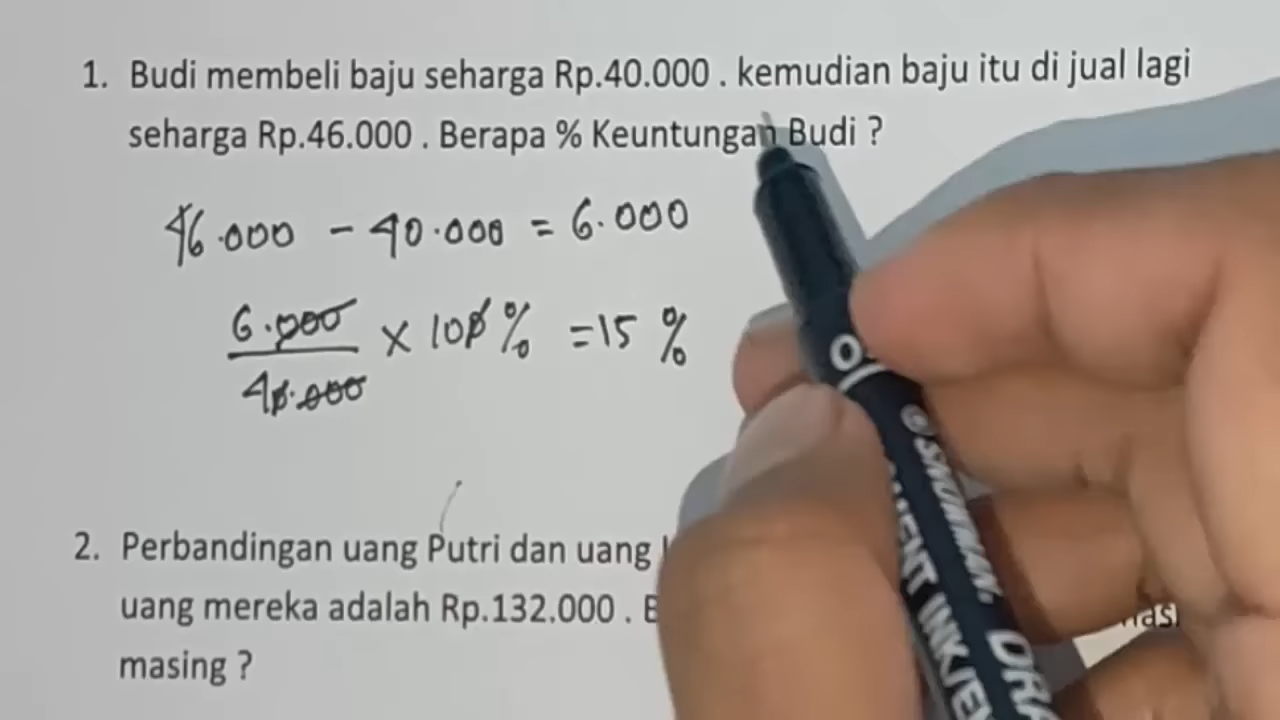 1. Budi membeli baju seharga Rp.40.000 . kemudian baju itu di jual lagi
seharga Rp.46.000 . Berapa % Keuntungan Budi ?
46.000 - 40.000 = 6.000
6.000
40.000
x 100 % = 15 %
2. Perbandingan uang Putri dan uang
uang mereka adalah Rp.132.000 .
masing ?
SNOWMAN
DRA